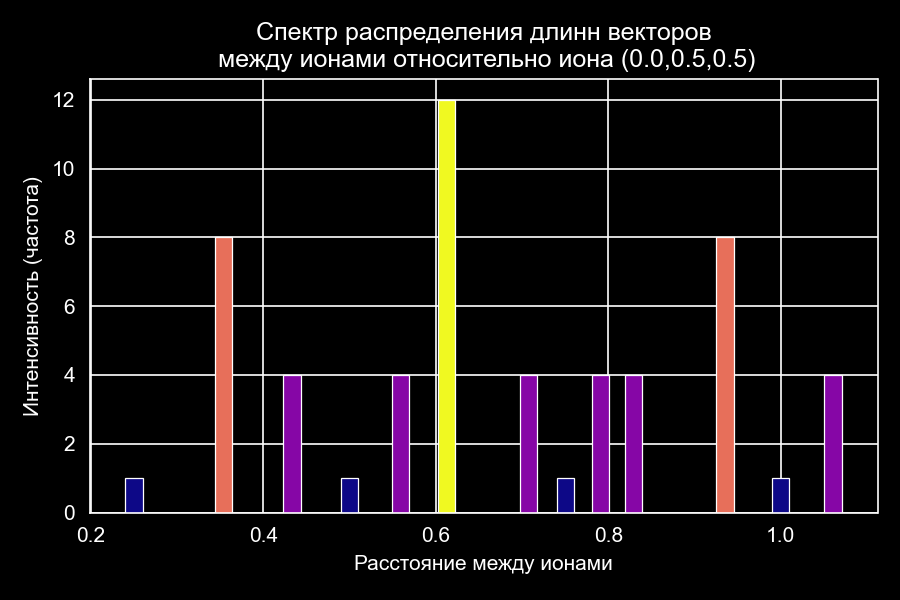 Спектр распределения длинн векторов
между ионами относительно иона (0.0,0.5,0.5)
Интенсивность (частота)
12
10
8
6
4
2
0
0.2 0.4 0.6 0.8 1.0
Расстояние между ионами